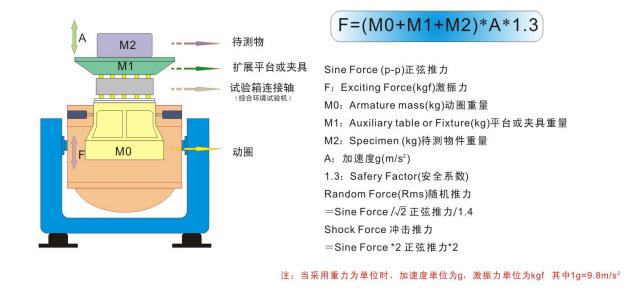 F=(M0+M1+M2)*A*1.3
A
M2
待测物
M1
扩展平台或夹具
试验箱连接轴
(综合环境试验机)
F
M0
动圈
Sine Force (p-p)正弦推力
F：Exciting Force(kgf)激振力
M0：Armature mass(kg)动圈重量
M1：Auxiliary table or Fixture(kg)平台或夹具重量
M2：Specimen (kg)待测物件重量
A：加速度g(m/s²)
1.3：Safery Factor(安全系数)
Random Force(Rms)随机推力
=Sine Force /√2 正弦推力/1.4
Shock Force 冲击推力
=Sine Force *2 正弦推力*2
注：当采用重力为单位时，加速度单位为g，激振力单位为kgf 其中1g=9.8m/s²